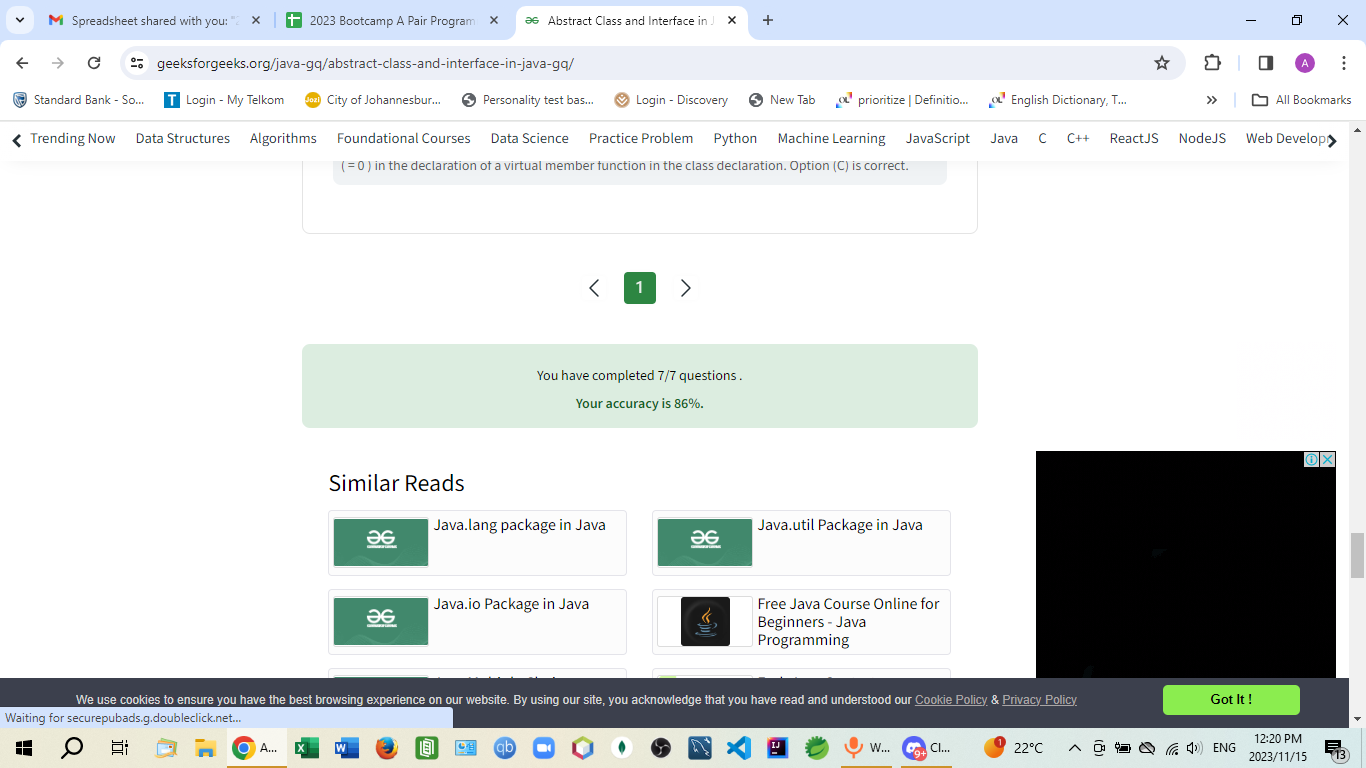 Spreadsheet shared with you: "
2023 Bootcamp A Pair Program
Abstract Class and Interface in J
geeksforgeeks.org/java-gq/abstract-class-and-interface-in-java-gq/
A
Standard Bank - So...
Login - My Telkom
City of Johannesbur...
Personality test bas...
Login - Discovery
New Tab
prioritize | Definitio...
English Dictionary, T...
All Bookmarks
Trending Now Data Structures Algorithms Foundational Courses Data Science Practice Problem Python Machine Learning JavaScript Java C C++ ReactJS NodeJS Web Develop
( = 0 ) in the declaration of a virtual member function in the class declaration. Option (C) is correct.
1
You have completed 7/7 questions .
Your accuracy is 86%.
Similar Reads
Java.lang package in Java
Java.util Package in Java
Java.io Package in Java
Free Java Course Online for
Beginners - Java
Programming
We use cookies to ensure you have the best browsing experience on our website. By using our site, you acknowledge that you have read and understood our Cookie Policy & Privacy Policy
Got It !
Waiting for securepubads.g.doubleclick.net...
A...
W...
Cl...
9+
1
22°C
ENG
12:20 PM
2023/11/15
13